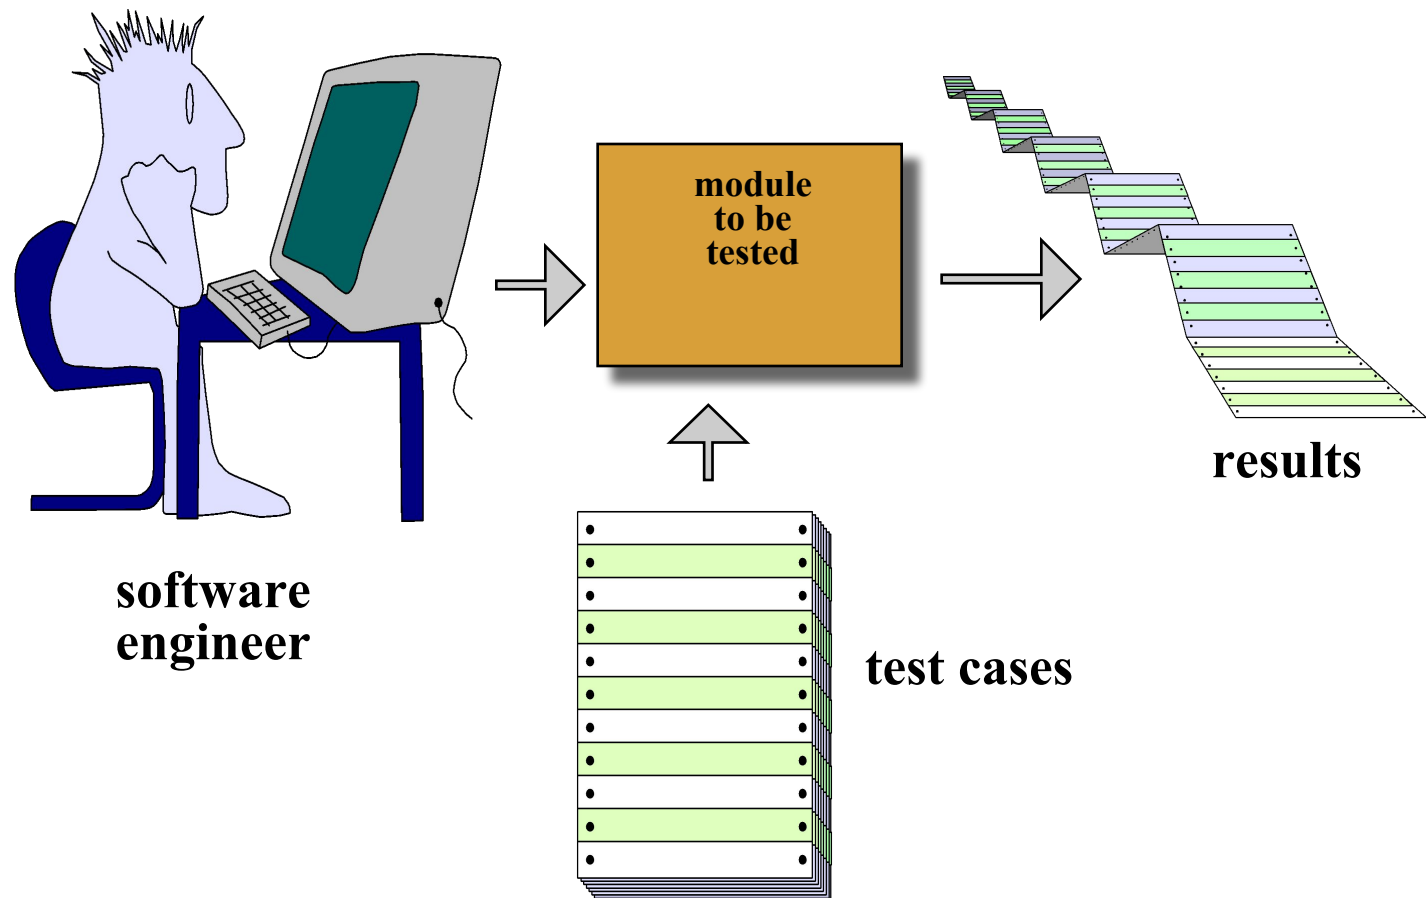 module
to be
tested
results
software
engineer
test cases